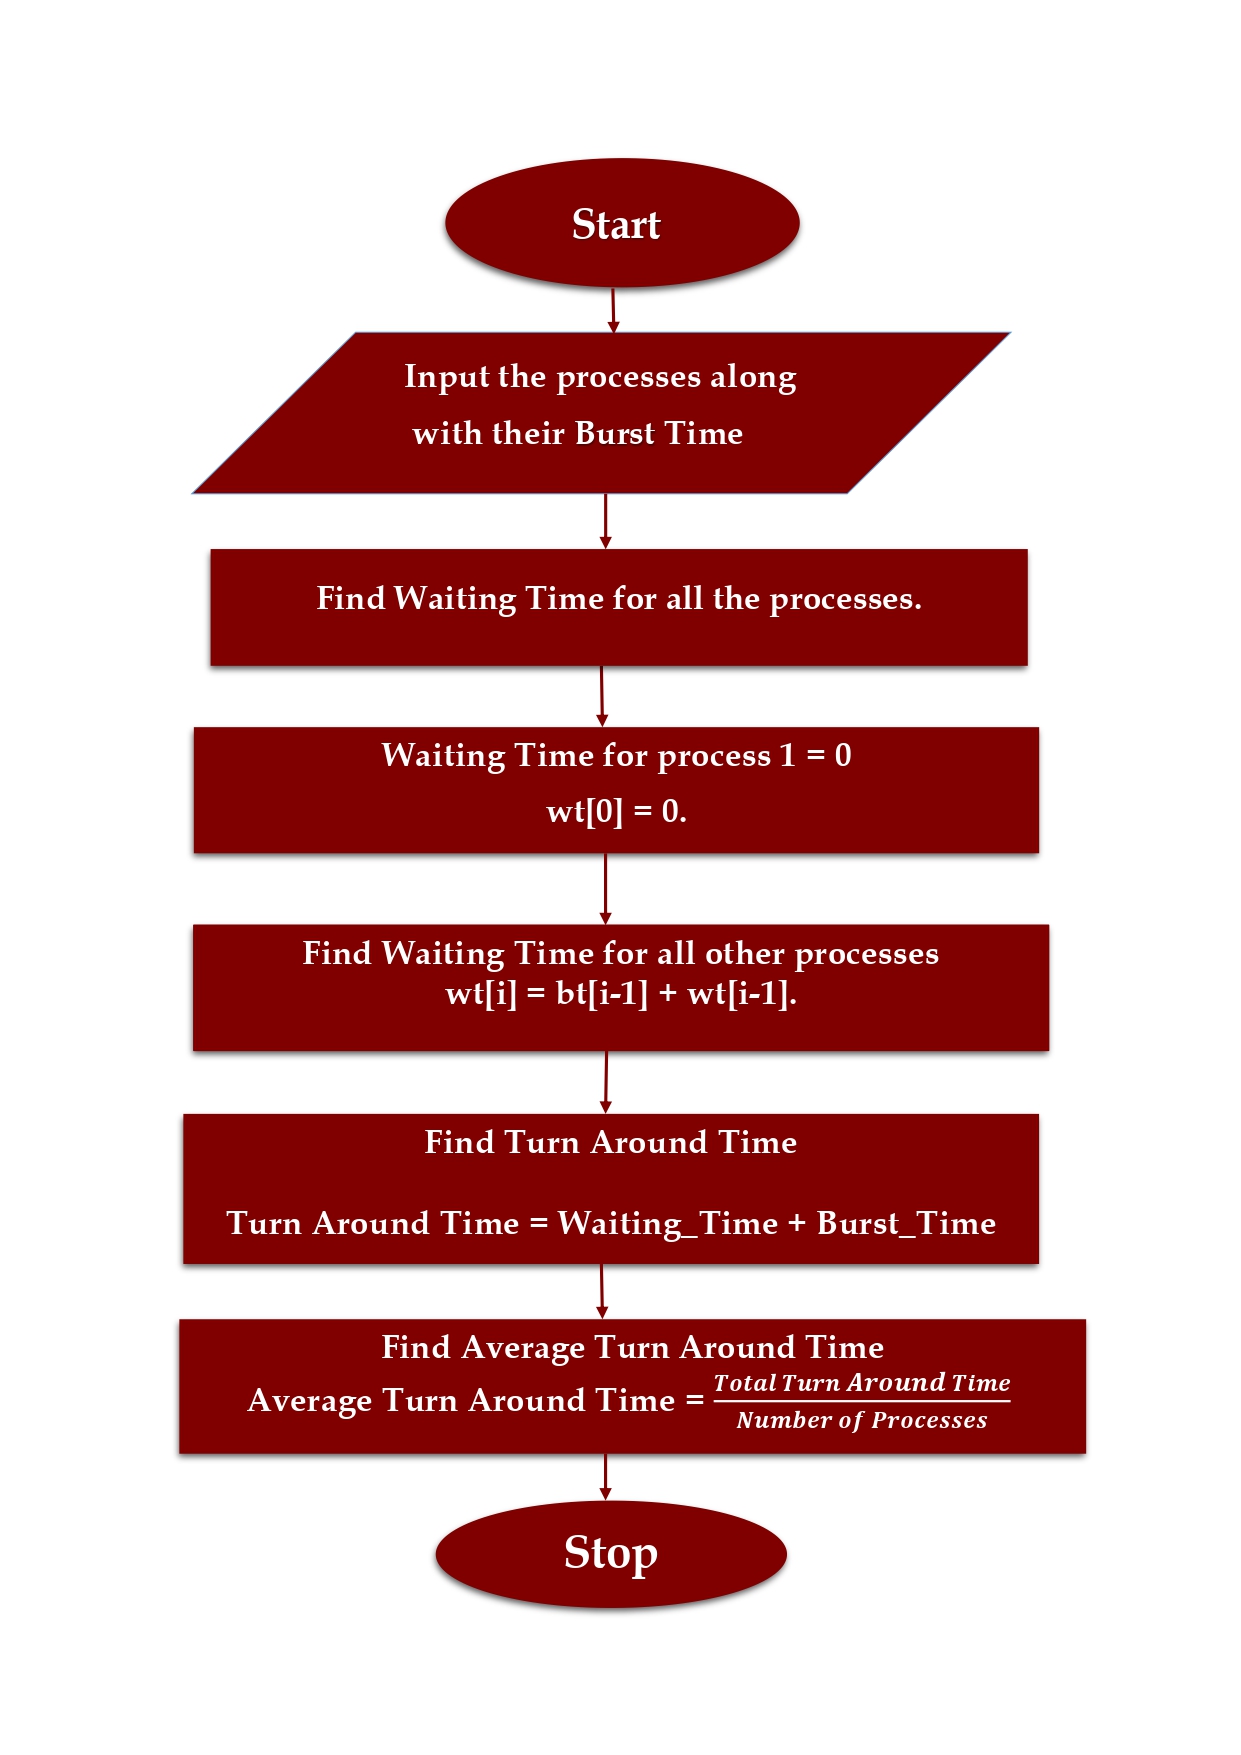 Start
Input the processes along
with their Burst Time
Find Waiting Time for all the processes.
Waiting Time for process 1 = 0
wt[0] = 0.
Find Waiting Time for all other processes
wt[i] = bt[i-1] + wt[i-1].
Find Turn Around Time
Turn Around Time = Waiting_Time + Burst_Time
Find Average Turn Around Time
Average Turn Around Time = Total Turn Around Time / Number of Processes
Stop